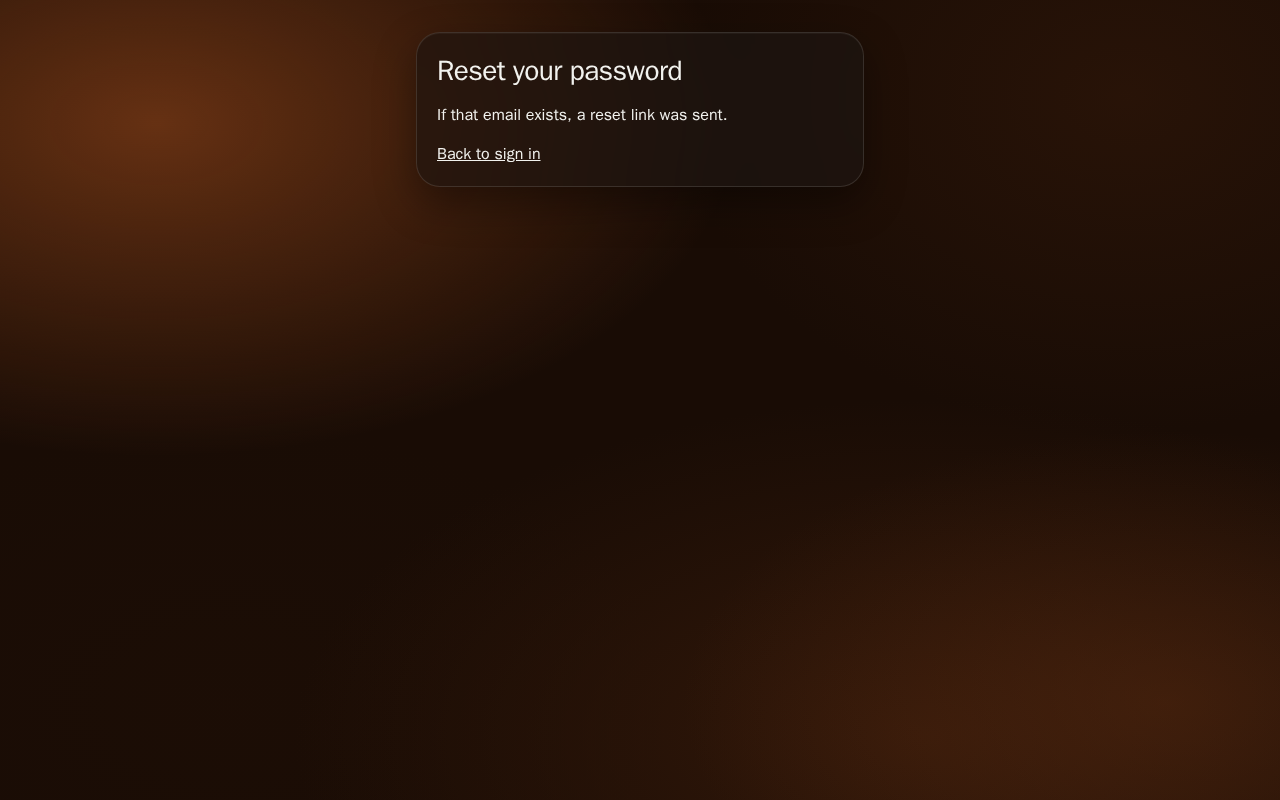 Reset your password
If that email exists, a reset link was sent.
Back to sign in